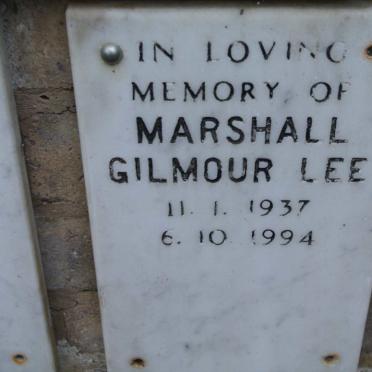 IN LOVING
MEMORY OF
MARSHALL
GILMOUR LEE
11. 1. 1937
6. 10. 1994